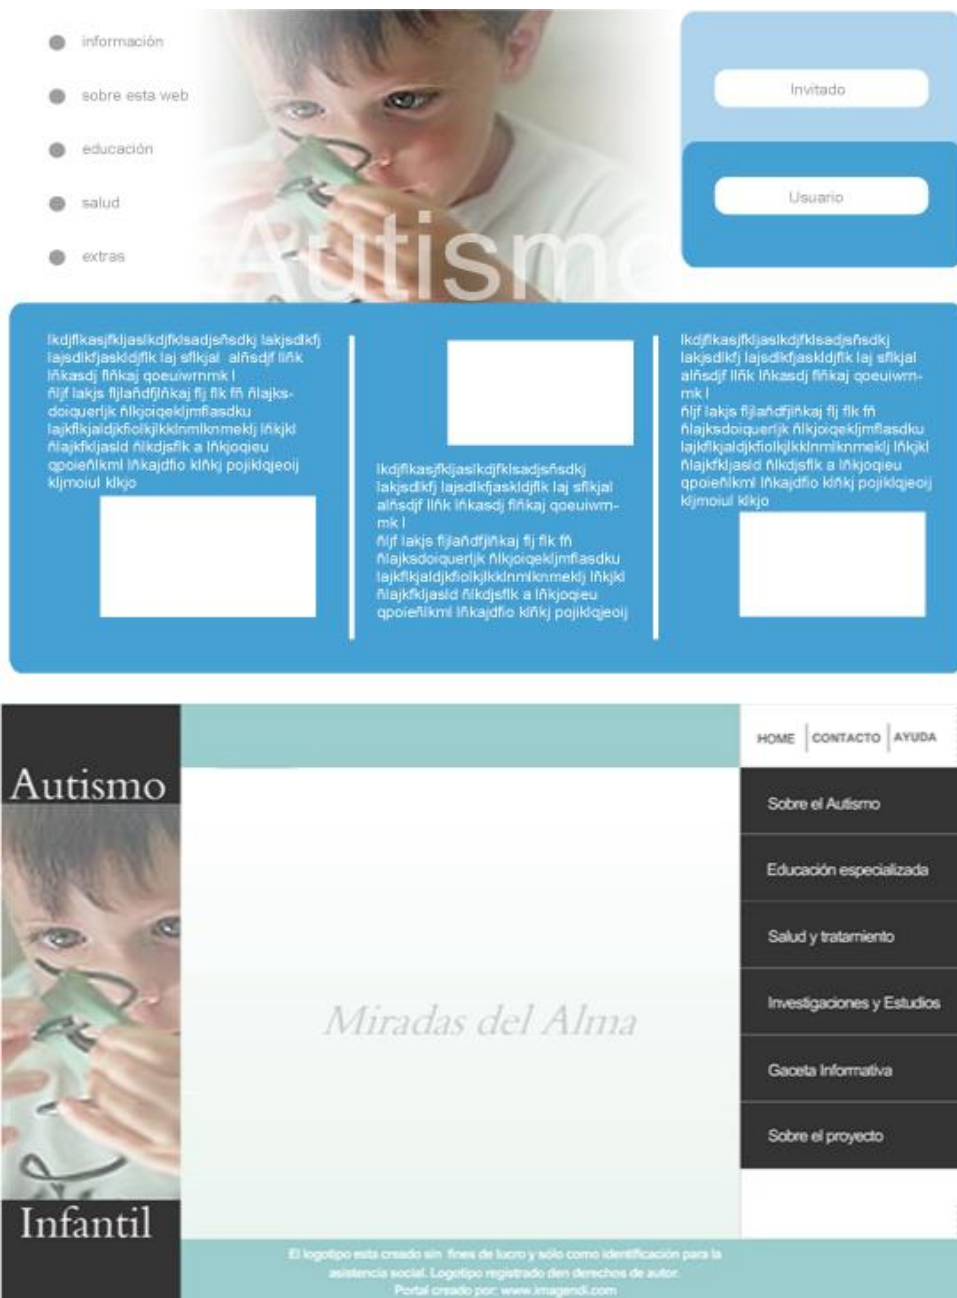 información
sobre esta web
educación
salud
extras
Autismo
Invitado
Usuario
lkdjflkasjfkljaslkdjfklsadjsñsdkj lakjsdlkfj
lajsdlkfjaskldjflk laj sflkjal alñsdjf llñk
lñkasdj flñkaj qoeuiwrnmk l
ñljf lakjs fljlañdfjlñkaj flj flk fñ ñlajks-
doiquerljk ñlkjoiqekljmflasdku
lajkflkjaldjkfiolkjlkklnmlknmeklj lñkjkl
ñlajkfkljasld ñlkdjsflk a lñkjoqieu
qpoieñlkml lñkajdfio klñkj pojiklqjeoij
kljmoiul klkjo
lkdjflkasjfkljaslkdjfklsadjsñsdkj
lakjsdlkfj lajsdlkfjaskldjflk laj sflkjal
alñsdjf llñk lñkasdj flñkaj qoeuiwrn-
mk l
ñljf lakjs fljlañdfjlñkaj flj flk fñ
ñlajksdoiquerljk ñlkjoiqekljmflasdku
lajkflkjaldjkfiolkjlkklnmlknmeklj lñkjkl
ñlajkfkljasld ñlkdjsflk a lñkjoqieu
qpoieñlkml lñkajdfio klñkj pojiklqjeoij
lkdjflkasjfkljaslkdjfklsadjsñsdkj
lakjsdlkfj lajsdlkfjaskldjflk laj sflkjal
alñsdjf llñk lñkasdj flñkaj qoeuiwrn-
mk l
ñljf lakjs fljlañdfjlñkaj flj flk fñ
ñlajksdoiquerljk ñlkjoiqekljmflasdku
lajkflkjaldjkfiolkjlkklnmlknmeklj lñkjkl
ñlajkfkljasld ñlkdjsflk a lñkjoqieu
qpoieñlkml lñkajdfio klñkj pojiklqjeoij
kljmoiul klkjo
Autismo
Infantil
Miradas del Alma
HOME CONTACTO AYUDA
Sobre el Autismo
Educación especializada
Salud y tratamiento
Investigaciones y Estudios
Gaceta Informativa
Sobre el proyecto
El logotipo esta creado sin fines de lucro y sólo como identificación para la
asistencia social. Logotipo registrado den derechos de autor.
Portal creado por: www.imagendi.com